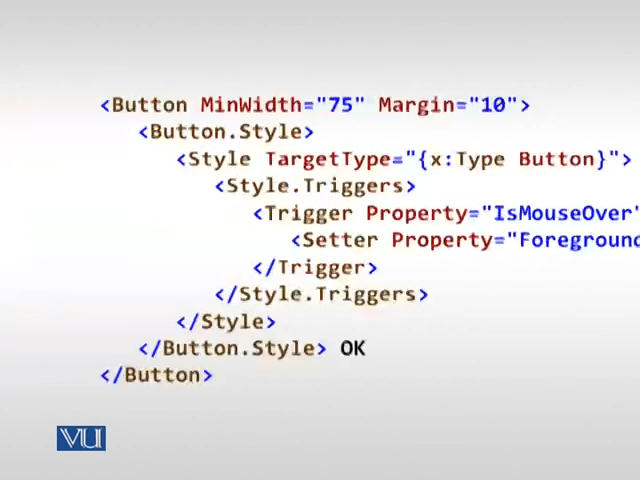 <Button MinWidth="75" Margin="10">
<Button.Style>
<Style TargetType="{x:Type Button}">
<Style.Triggers>
<Trigger Property="IsMouseOver"
<Setter Property="Foreground
</Trigger>
</Style.Triggers>
</Style>
</Button.Style> OK
</Button>
VU